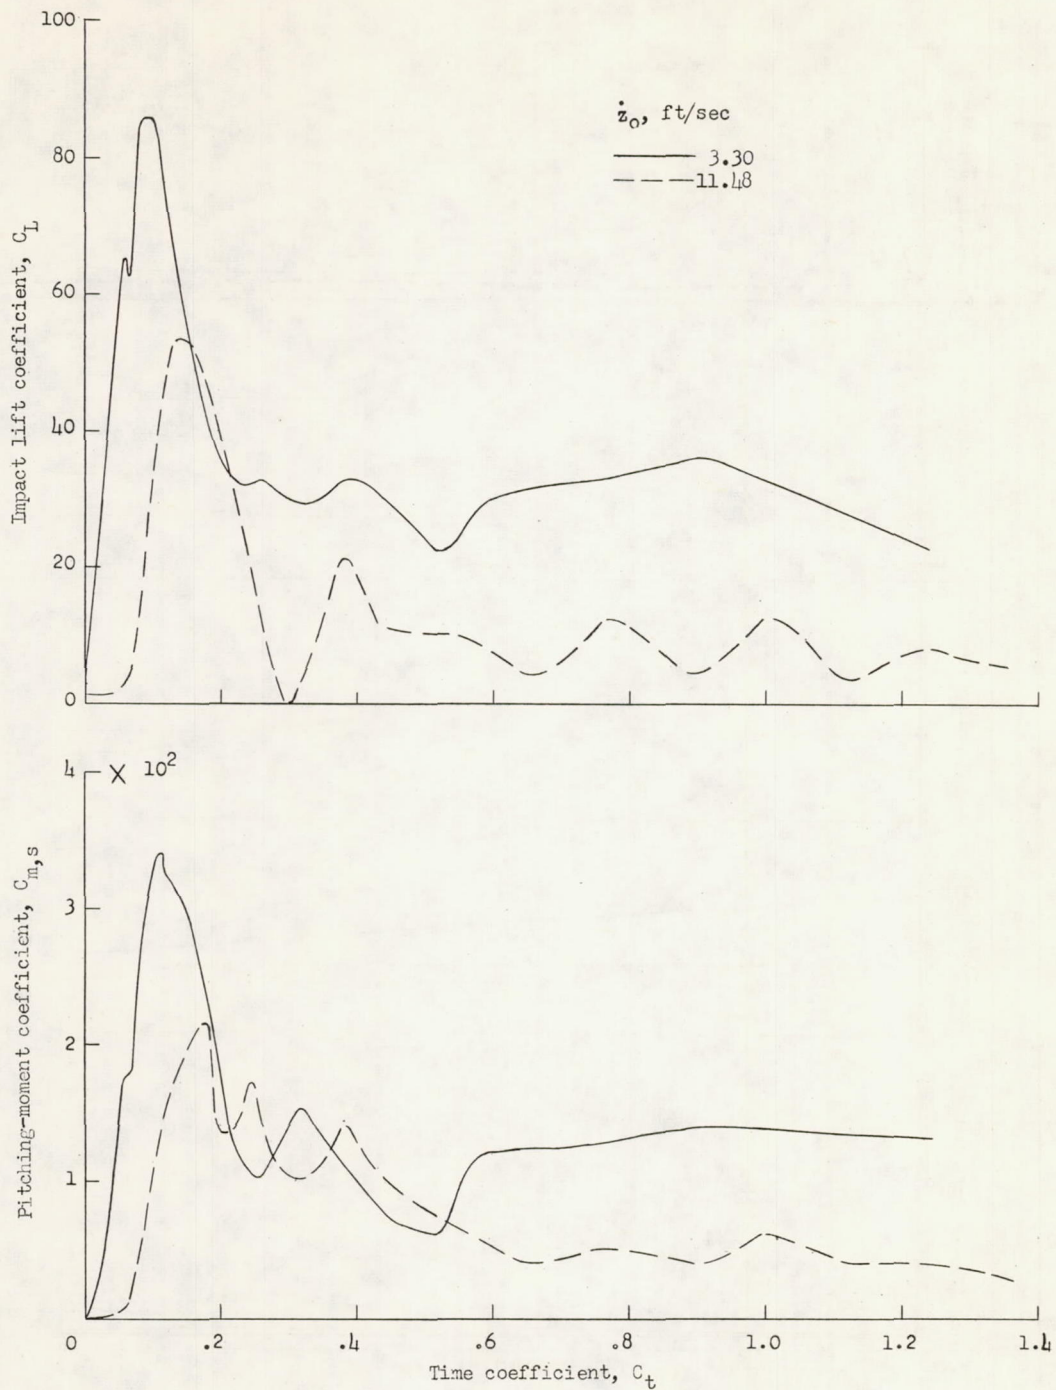 100
80
60
40
20
0
Impact lift coefficient, C_L
ż_o, ft/sec
3.30
11.48
4 × 10²
3
2
1
0
Pitching-moment coefficient, C_m,s
.2 .4 .6 .8 1.0 1.2 1.4
Time coefficient, C_t